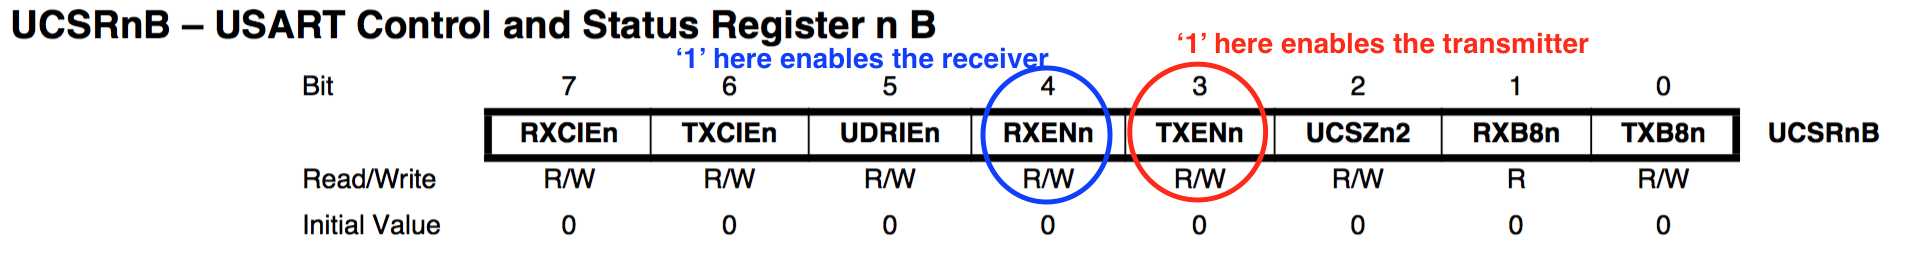 UCSRnB – USART Control and Status Register n B
‘1’ here enables the receiver
‘1’ here enables the transmitter
Bit 7 6 5 4 3 2 1 0
RXCIEn TXCIEn UDRIEn RXENn TXENn UCSZn2 RXB8n TXB8n UCSRnB
Read/Write R/W R/W R/W R/W R/W R/W R R/W
Initial Value 0 0 0 0 0 0 0 0